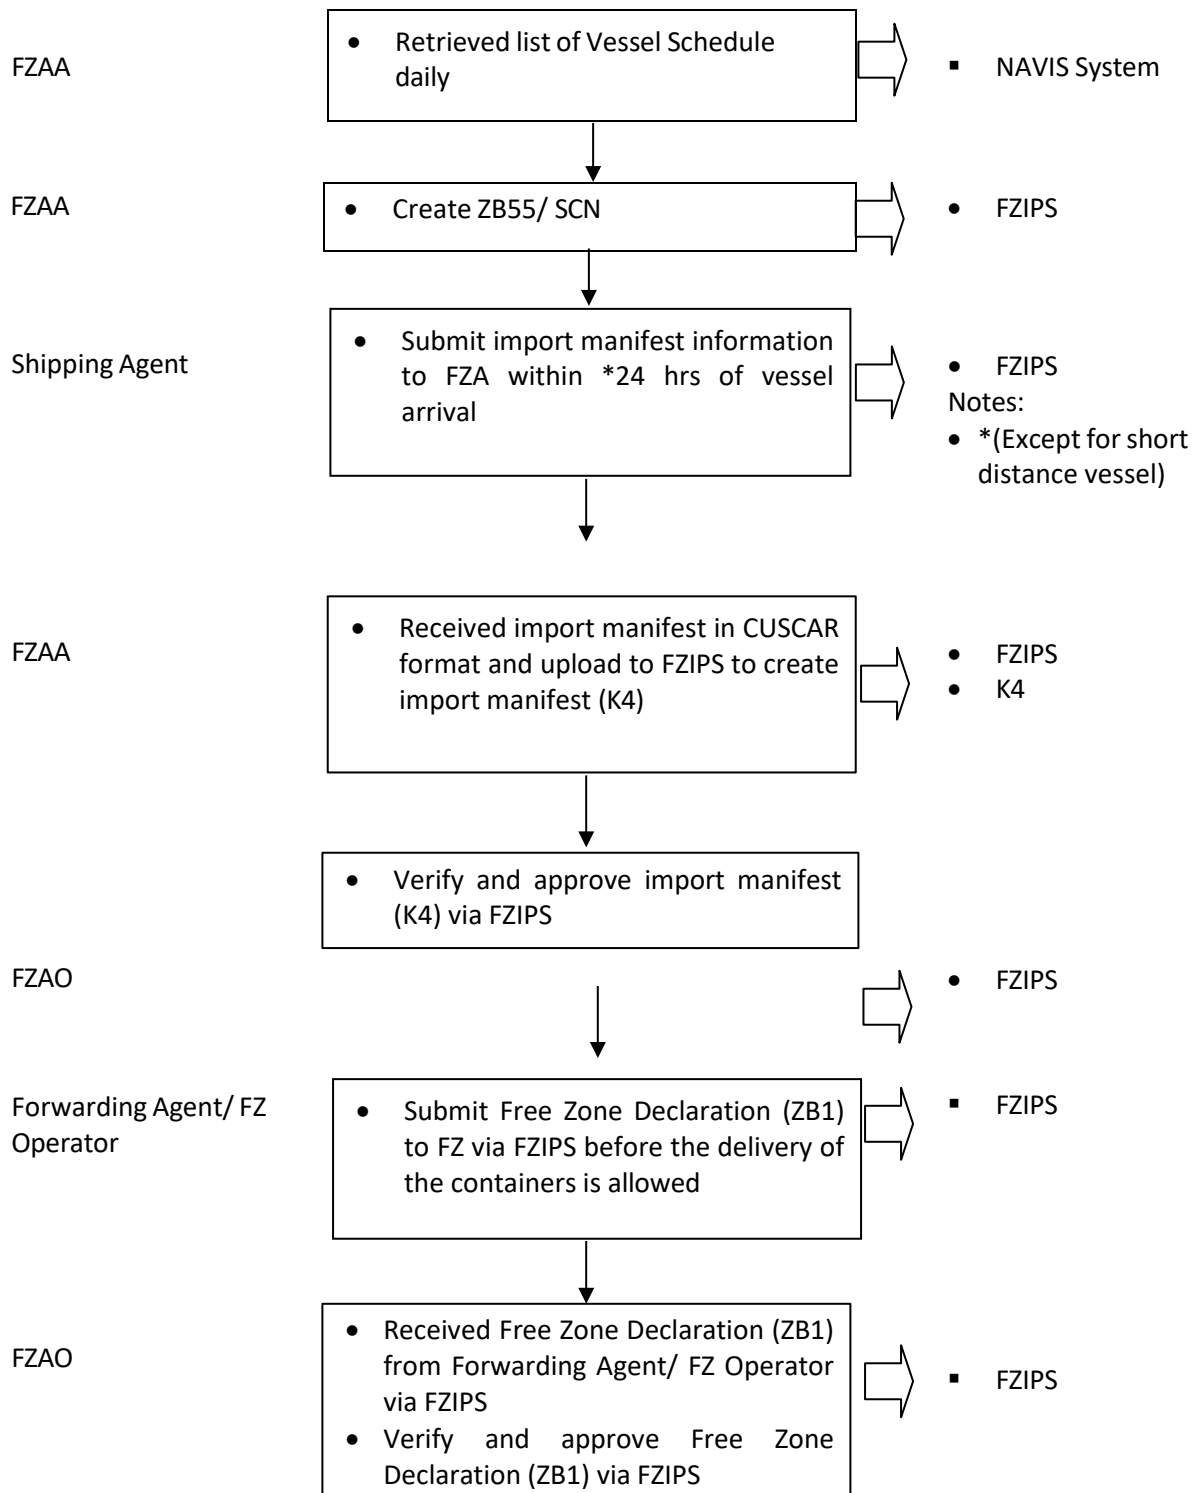 FZAA
• Retrieved list of Vessel Schedule
daily
▪ NAVIS System
FZAA
• Create ZB55/ SCN
• FZIPS
Shipping Agent
• Submit import manifest information
to FZA within *24 hrs of vessel
arrival
• FZIPS
Notes:
• *(Except for short
distance vessel)
FZAA
• Received import manifest in CUSCAR
format and upload to FZIPS to create
import manifest (K4)
• FZIPS
• K4
• Verify and approve import manifest
(K4) via FZIPS
FZAO
• FZIPS
Forwarding Agent/ FZ
Operator
• Submit Free Zone Declaration (ZB1)
to FZ via FZIPS before the delivery of
the containers is allowed
▪ FZIPS
FZAO
• Received Free Zone Declaration (ZB1)
from Forwarding Agent/ FZ Operator
via FZIPS
• Verify and approve Free Zone
Declaration (ZB1) via FZIPS
▪ FZIPS